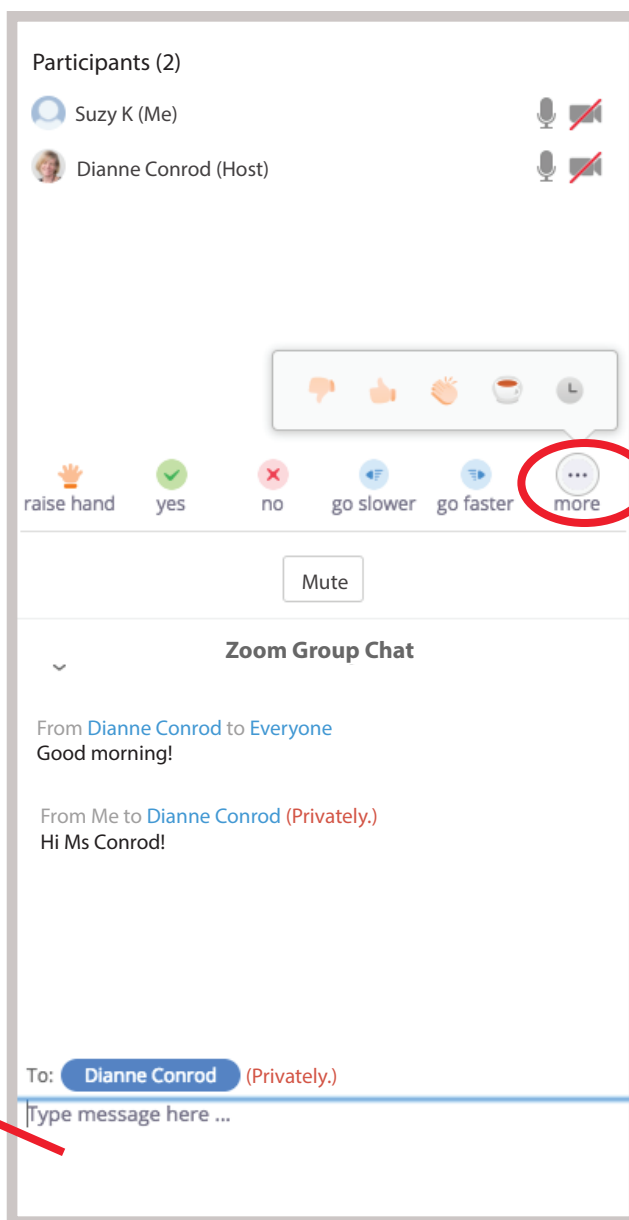 Participants (2)
Suzy K (Me)
Dianne Conrod (Host)
raise hand yes no go slower go faster more
Mute
Zoom Group Chat
From Dianne Conrod to Everyone
Good morning!
From Me to Dianne Conrod (Privately.)
Hi Ms Conrod!
To: Dianne Conrod (Privately.)
Type message here ...